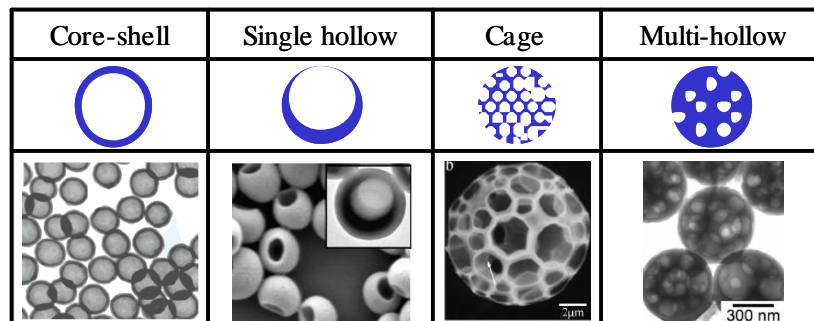 Core-shell
Single hollow
Cage
Multi-hollow
b
2μm
300 nm